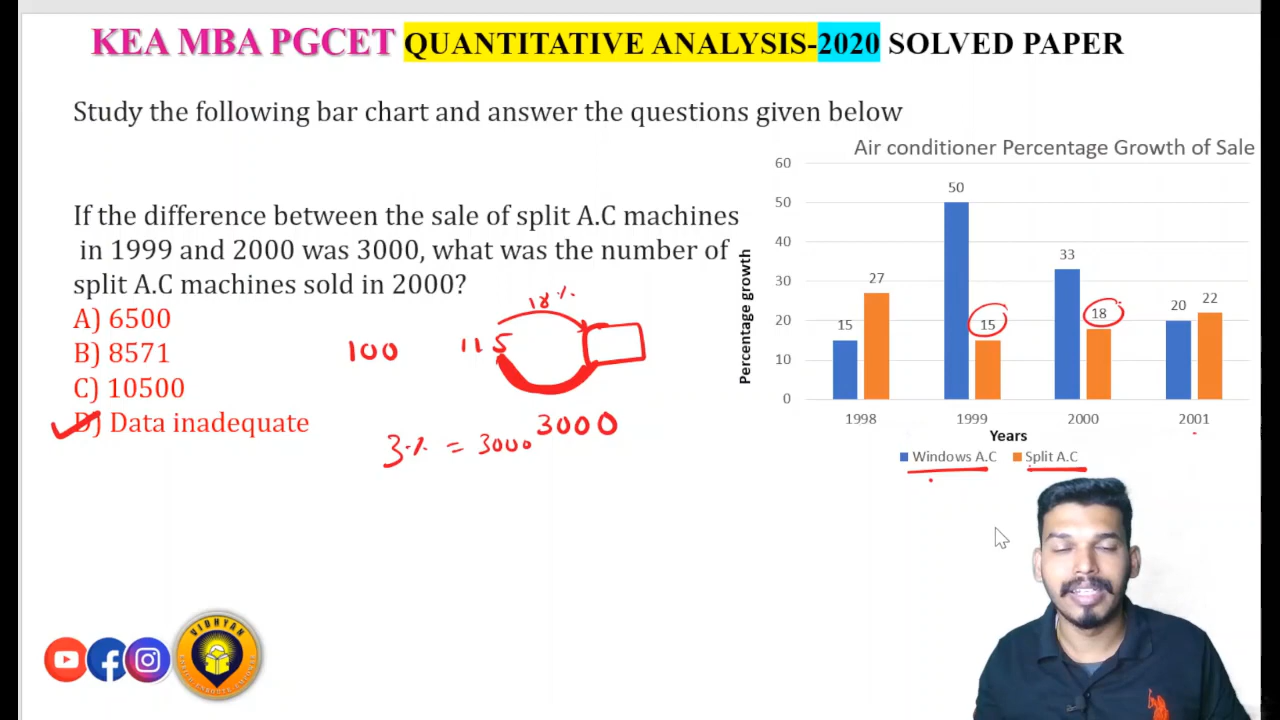 KEA MBA PGCET QUANTITATIVE ANALYSIS-2020 SOLVED PAPER
Study the following bar chart and answer the questions given below
If the difference between the sale of split A.C machines
in 1999 and 2000 was 3000, what was the number of
split A.C machines sold in 2000?
A) 6500
B) 8571
C) 10500
D) Data inadequate
18%
100 115
3000
3% = 3000
Air conditioner Percentage Growth of Sale
Percentage growth
60
50
40
30
20
10
0
15 27 50 15 33 18 20 22
1998 1999 2000 2001
Years
Windows A.C Split A.C
VIDHYAN